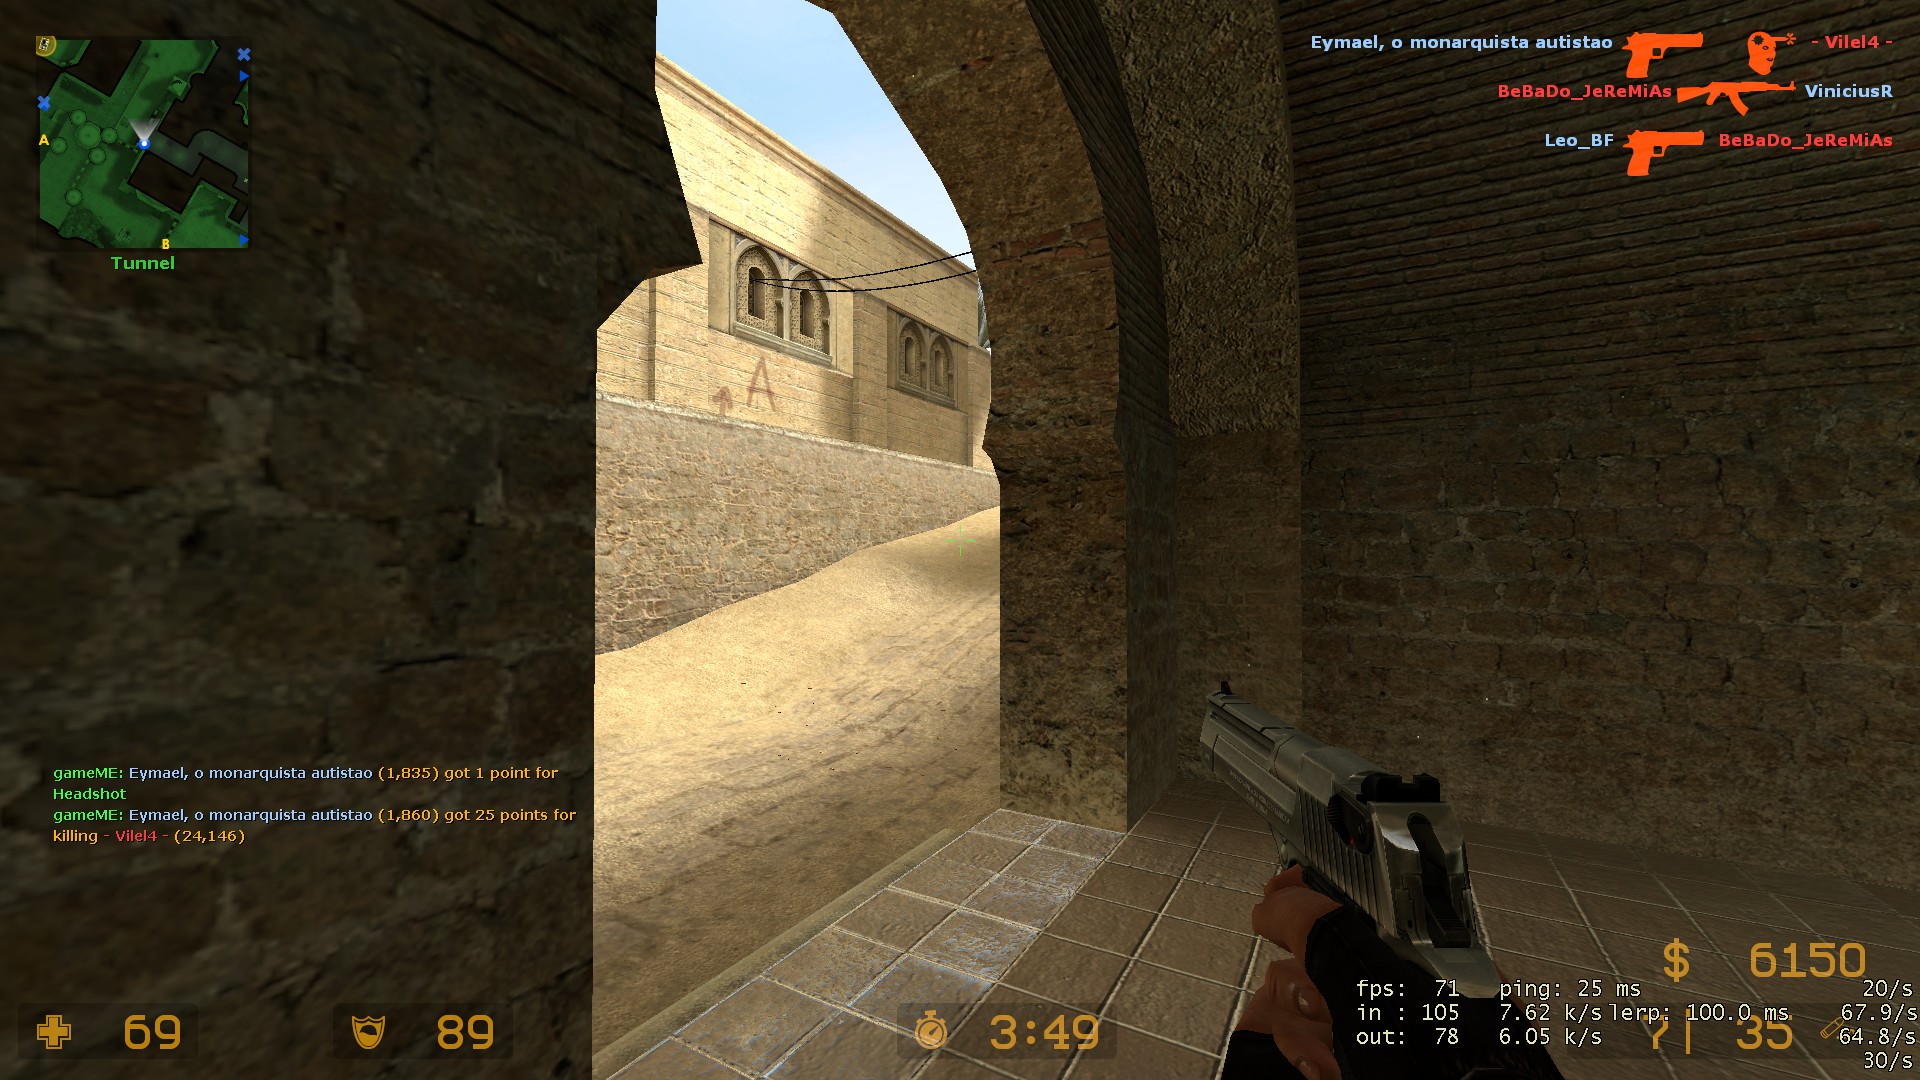 Eymael, o monarquista autistao - Vilel4 -
BeBaDo_JeReMiAs ViniciusR
Leo_BF BeBaDo_JeReMiAs
A
B
Tunnel
A
gameME: Eymael, o monarquista autistao (1,835) got 1 point for
Headshot
gameME: Eymael, o monarquista autistao (1,860) got 25 points for
killing - Vilel4 - (24,146)
$ 6150
fps: 71 ping: 25 ms 20/s
in : 105 7.62 k/s lerp: 100.0 ms 67.9/s
out: 78 6.05 k/s 64.8/s
30/s
69 89 3:49 7| 35